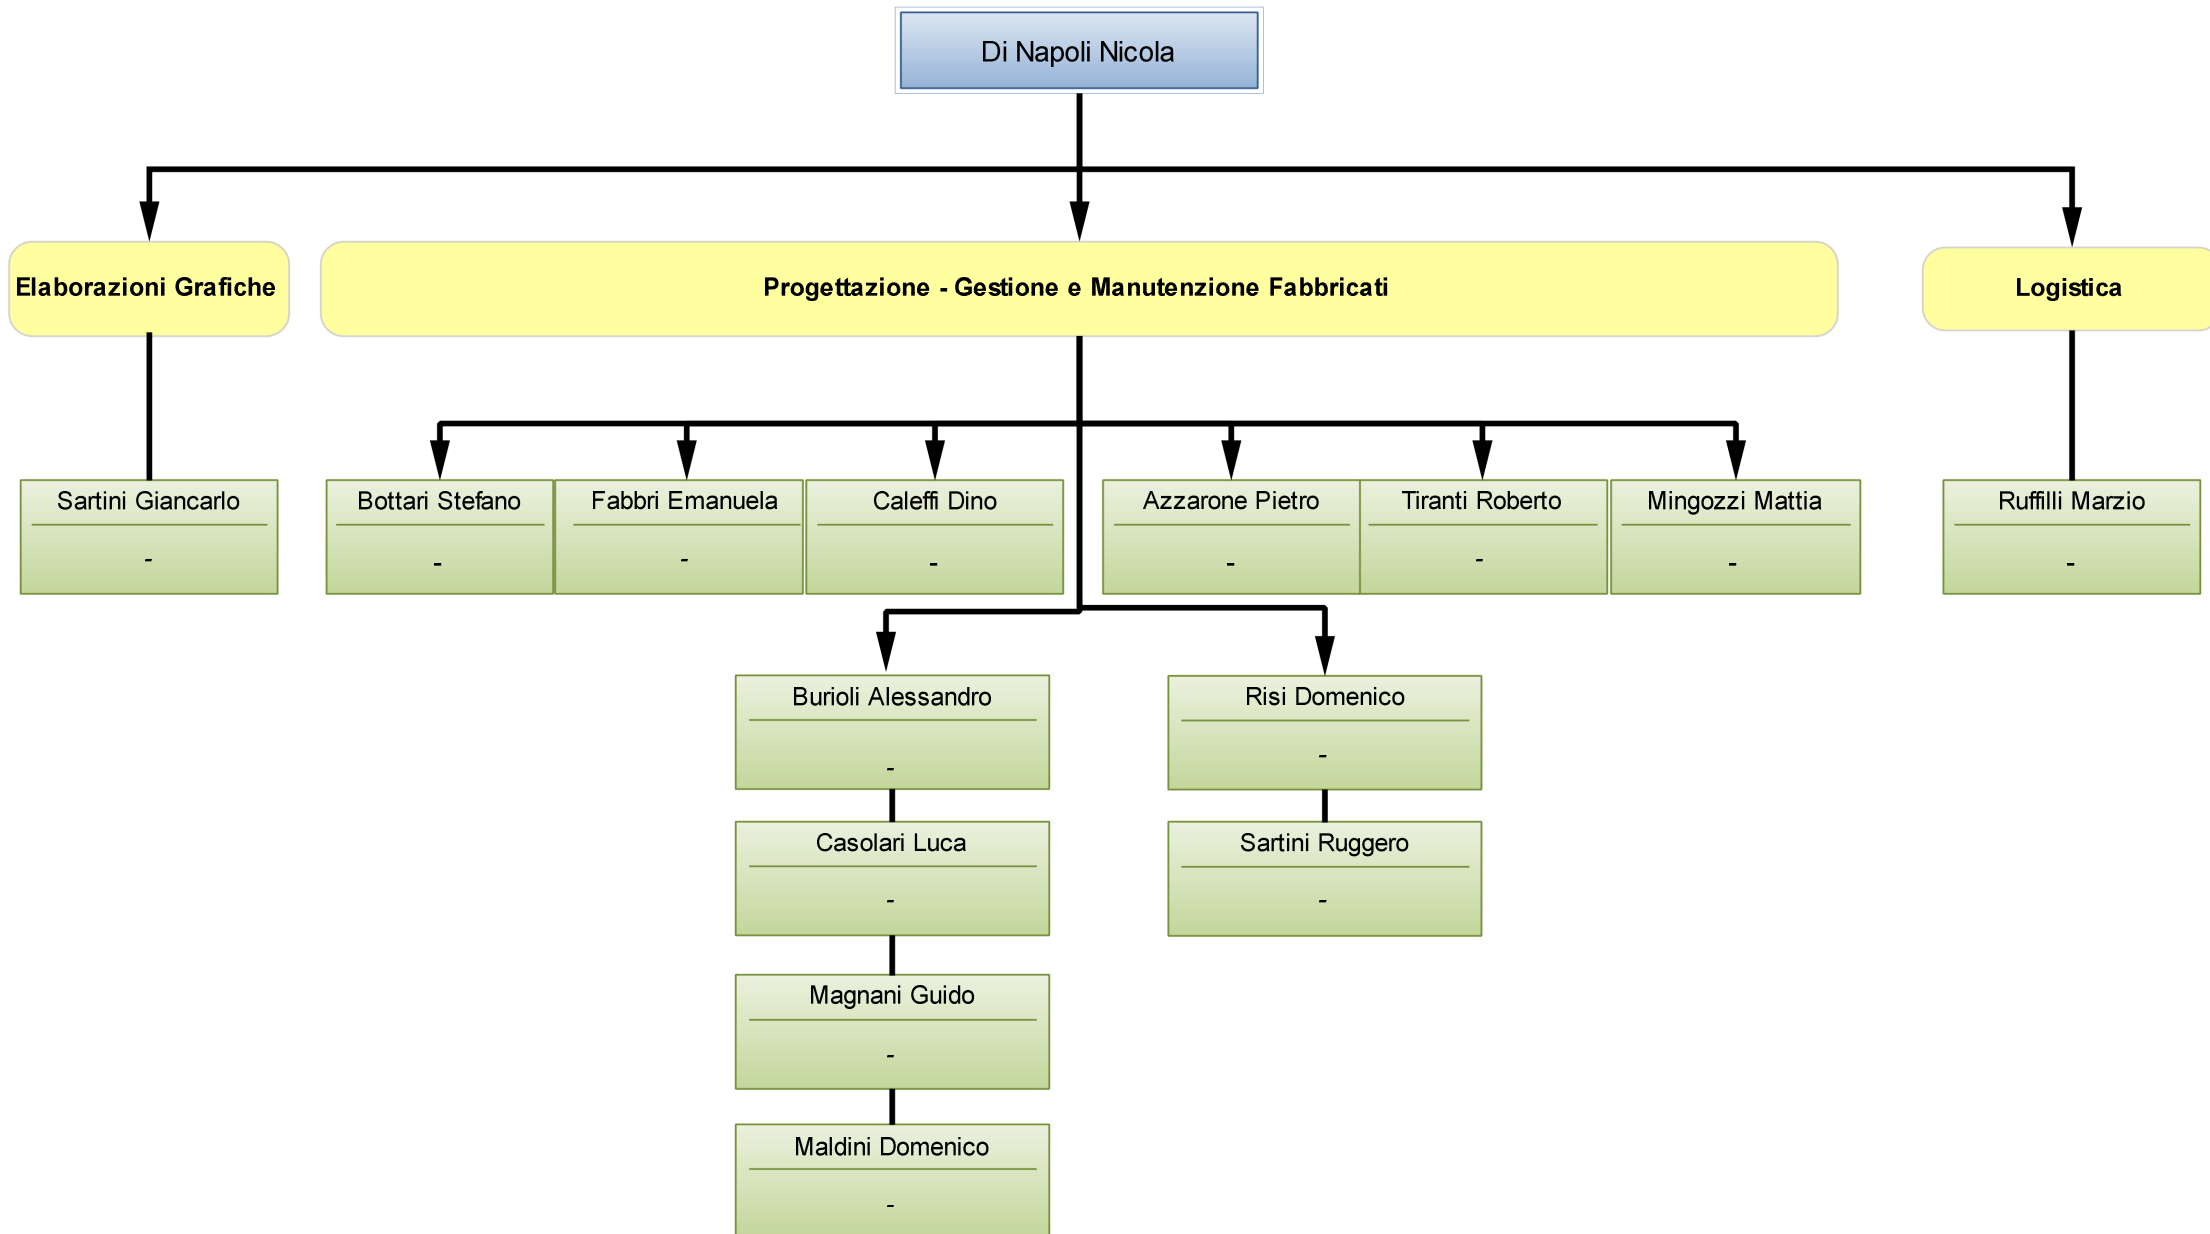 Di Napoli Nicola
Elaborazioni Grafiche
Progettazione - Gestione e Manutenzione Fabbricati
Logistica
Sartini Giancarlo
-
Bottari Stefano
-
Fabbri Emanuela
-
Caleffi Dino
-
Azzarone Pietro
-
Tiranti Roberto
-
Mingozzi Mattia
-
Ruffilli Marzio
-
Burioli Alessandro
-
Casolari Luca
-
Magnani Guido
-
Maldini Domenico
-
Risi Domenico
-
Sartini Ruggero
-